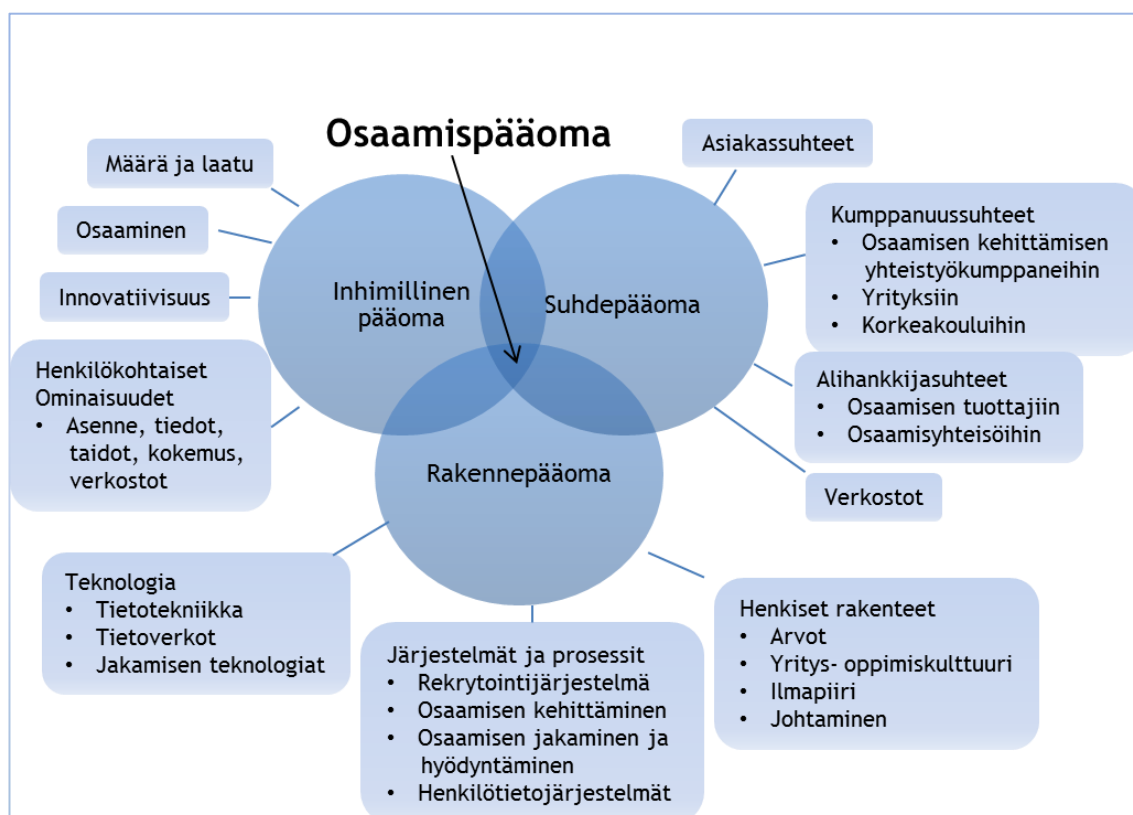 Osaamispääoma
Määrä ja laatu
Osaaminen
Innovatiivisuus
Henkilökohtaiset
Ominaisuudet
• Asenne, tiedot,
taidot, kokemus,
verkostot
Inhimillinen
pääoma
Suhdepääoma
Rakennepääoma
Asiakassuhteet
Kumppanuussuhteet
• Osaamisen kehittämisen
yhteistyökumppaneihin
• Yrityksiin
• Korkeakouluihin
Alihankkijasuhteet
• Osaamisen tuottajiin
• Osaamisyhteisöihin
Verkostot
Teknologia
• Tietotekniikka
• Tietoverkot
• Jakamisen teknologiat
Järjestelmät ja prosessit
• Rekrytointijärjestelmä
• Osaamisen kehittäminen
• Osaamisen jakaminen ja
hyödyntäminen
• Henkilötietojärjestelmät
Henkiset rakenteet
• Arvot
• Yritys- oppimiskulttuuri
• Ilmapiiri
• Johtaminen